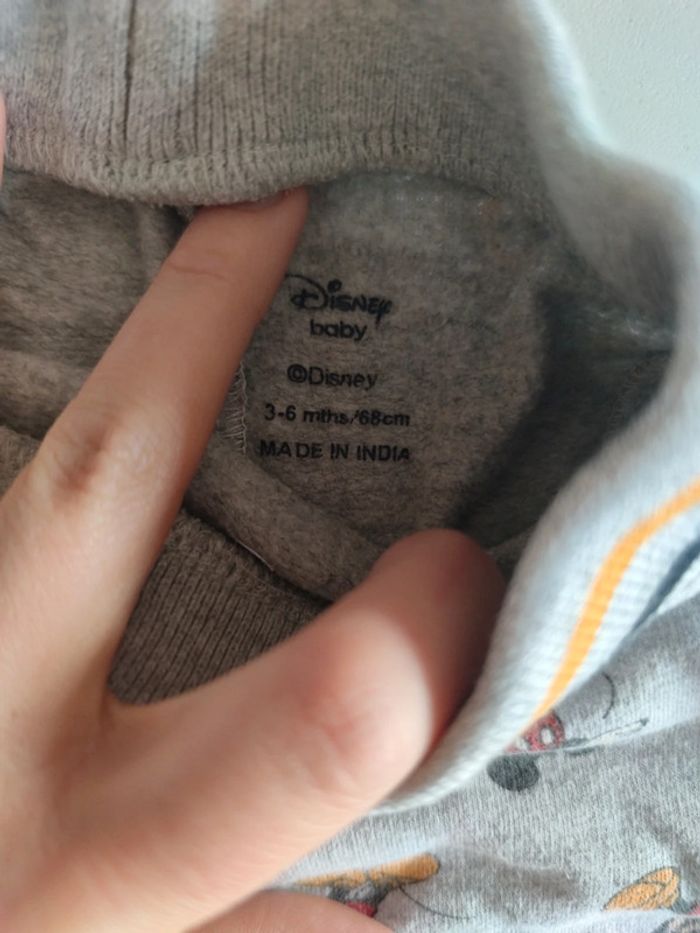 Disney
baby
©Disney
3-6 mths/68cm
MADE IN INDIA